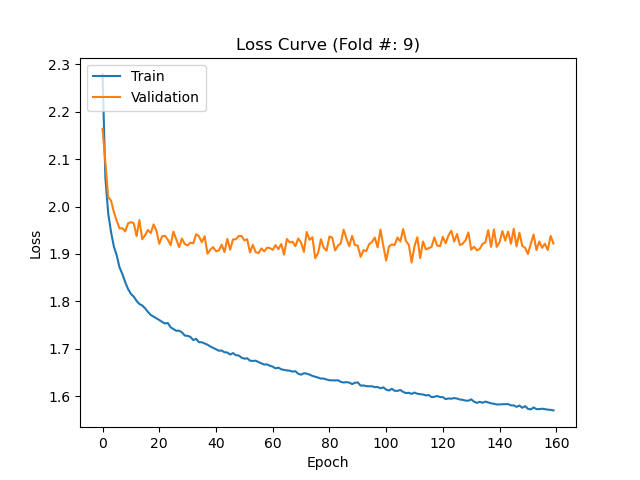 Loss Curve (Fold #: 9)
Train
Validation
2.3
2.2
2.1
2.0
1.9
1.8
1.7
1.6
Loss
0 20 40 60 80 100 120 140 160
Epoch